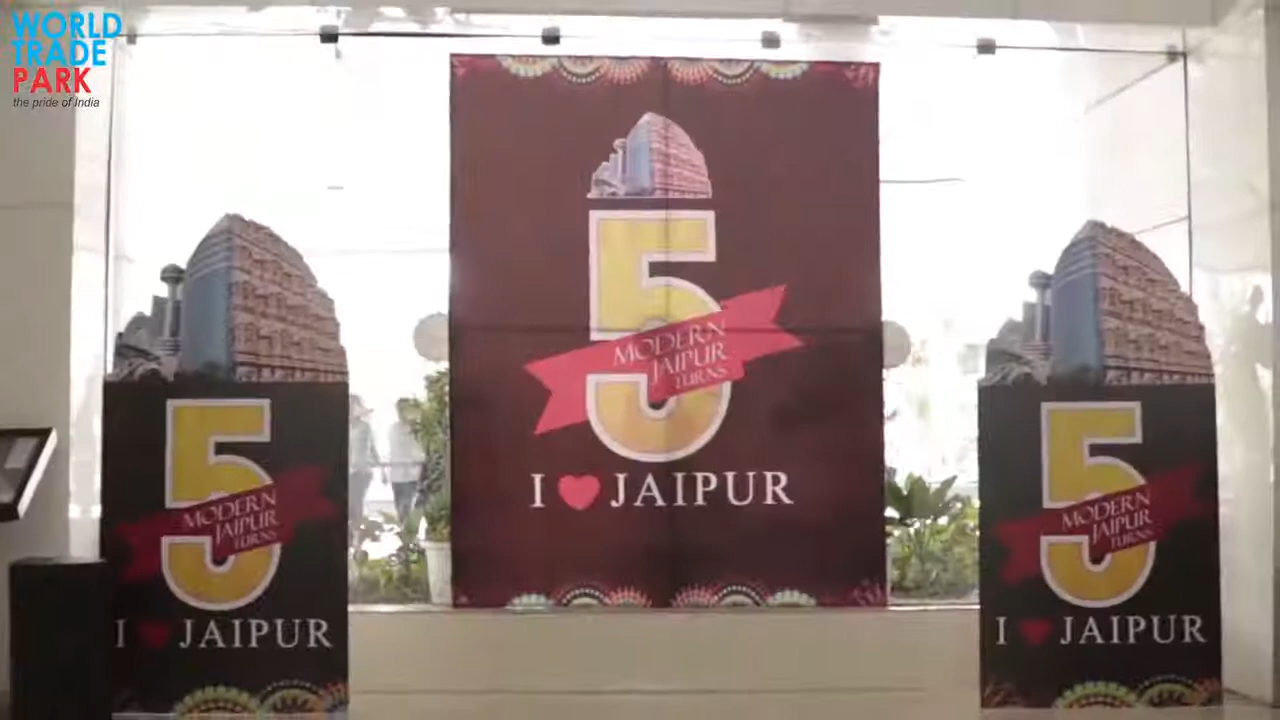 WORLD
TRADE
PARK
the pride of India
5
MODERN
JAIPUR
TURNS
I ♥ JAIPUR
5
MODERN
JAIPUR
TURNS
I ♥ JAIPUR
5
MODERN
JAIPUR
TURNS
I ♥ JAIPUR